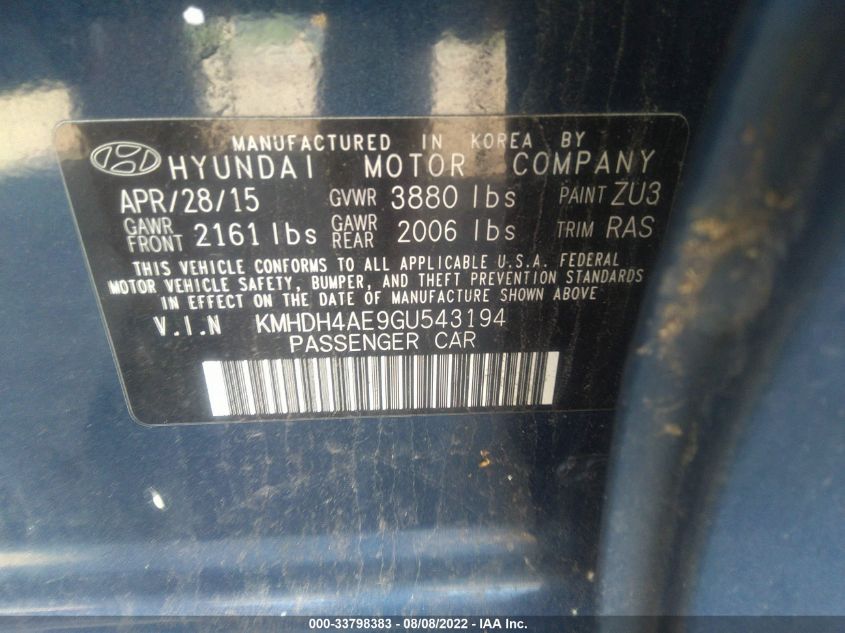 MANUFACTURED IN KOREA BY
HYUNDAI MOTOR COMPANY
APR/28/15 GVWR 3880 lbs PAINT ZU3
GAWR FRONT 2161 lbs GAWR REAR 2006 lbs TRIM RAS
THIS VEHICLE CONFORMS TO ALL APPLICABLE U.S.A. FEDERAL
MOTOR VEHICLE SAFETY, BUMPER, AND THEFT PREVENTION STANDARDS
IN EFFECT ON THE DATE OF MANUFACTURE SHOWN ABOVE.
V.I.N KMHDH4AE9GU543194
PASSENGER CAR
000-33798383 - 08/08/2022 - IAA Inc.